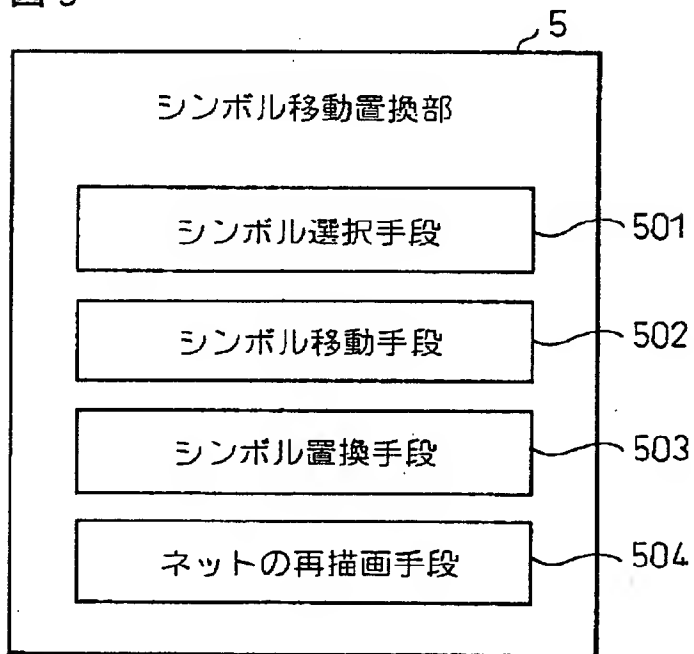 5
シンボル移動置換部
シンボル選択手段 501
シンボル移動手段 502
シンボル置換手段 503
ネットの再描画手段 504